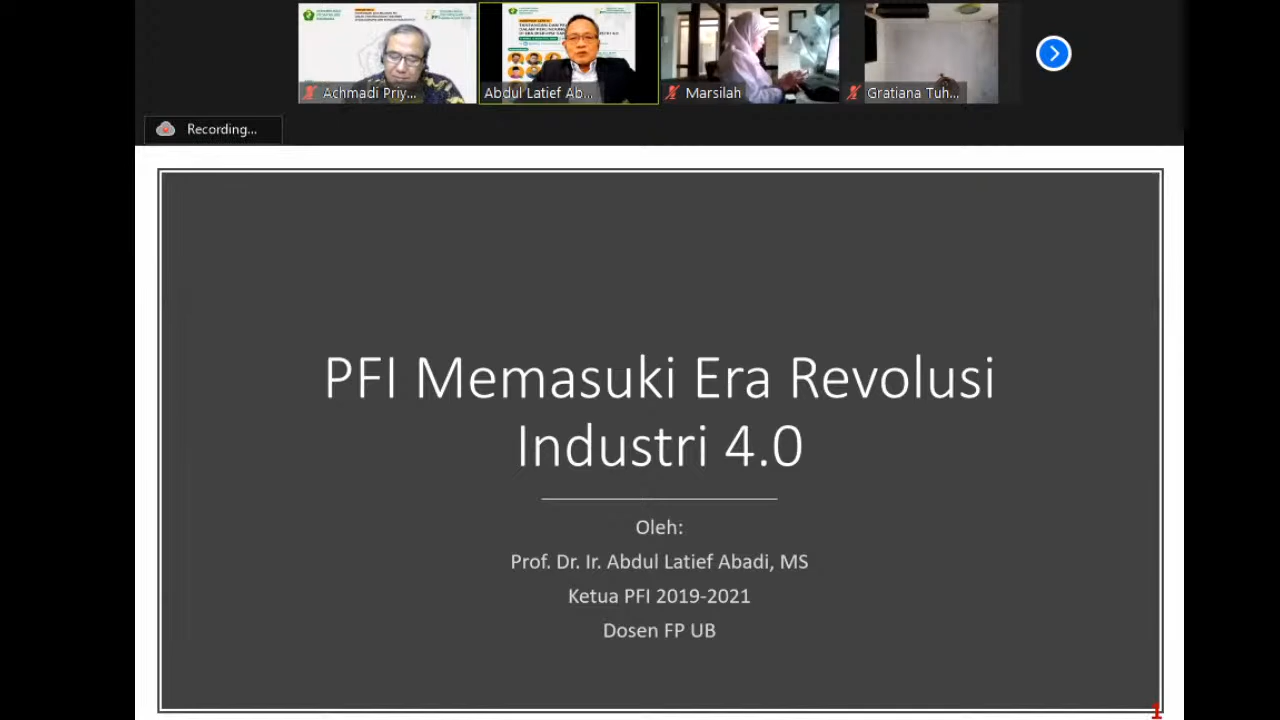 Achmadi Priy...
Abdul Latief Ab...
Marsilah
Gratiana Tuh...
Recording...
PFI Memasuki Era Revolusi
Industri 4.0
Oleh:
Prof. Dr. Ir. Abdul Latief Abadi, MS
Ketua PFI 2019-2021
Dosen FP UB
1